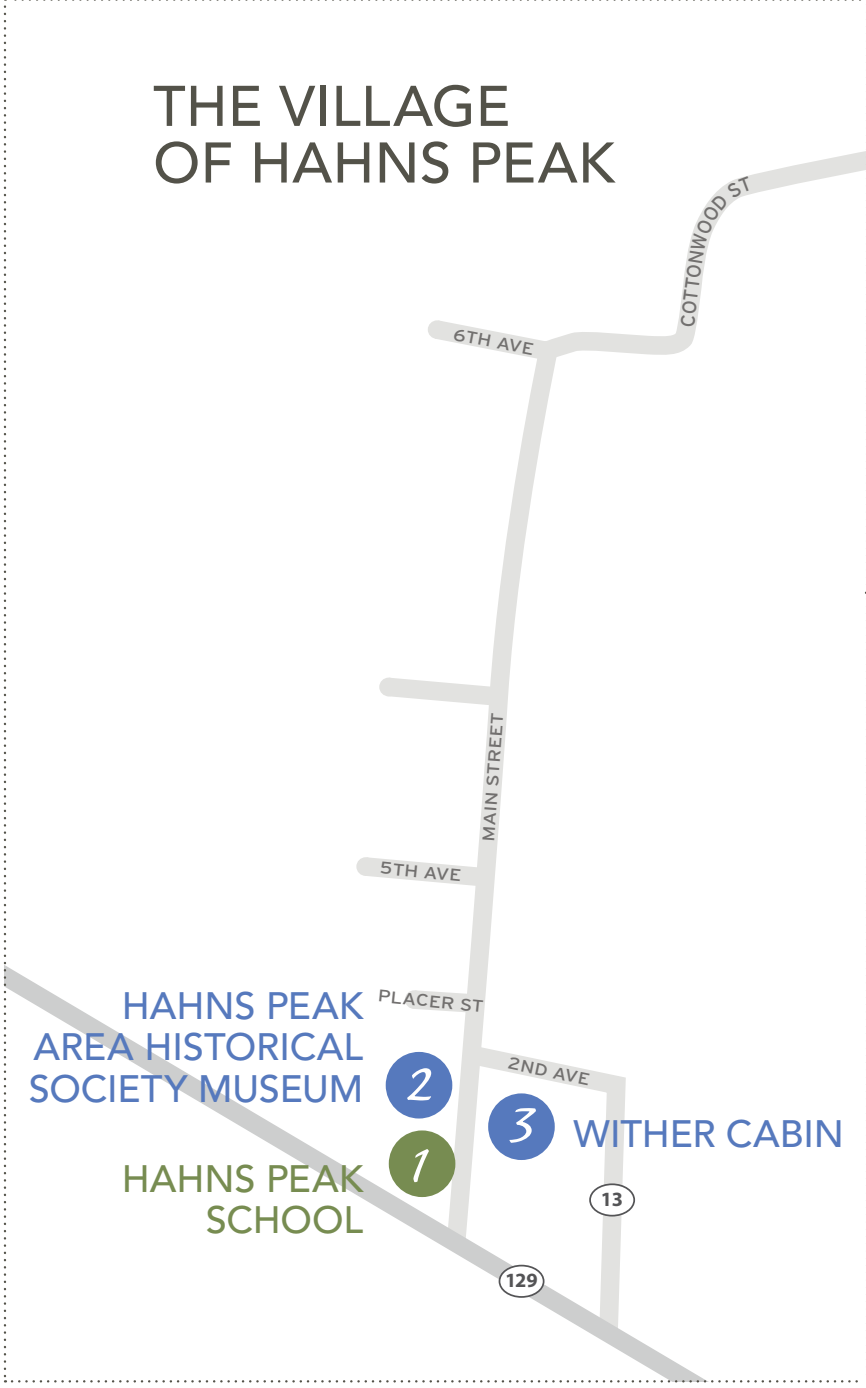 THE VILLAGE
OF HAHNS PEAK
COTTONWOOD ST
6TH AVE
MAIN STREET
5TH AVE
PLACER ST
HAHNS PEAK
AREA HISTORICAL
SOCIETY MUSEUM
2
2ND AVE
3
WITHER CABIN
1
HAHNS PEAK
SCHOOL
13
129